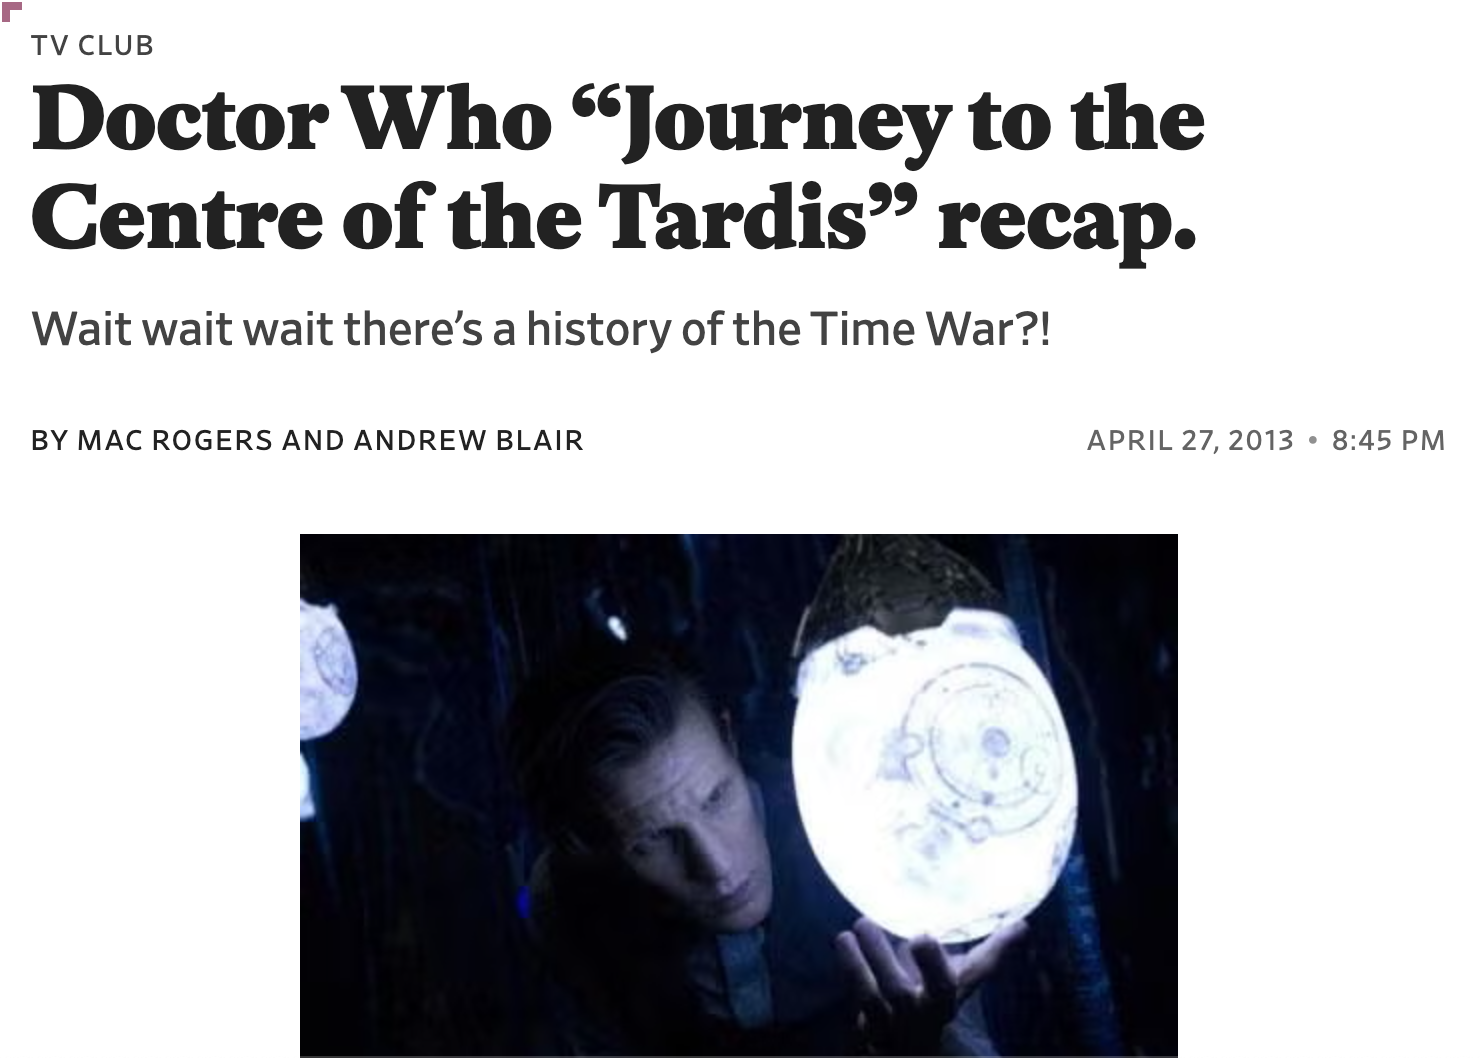 TV CLUB
Doctor Who “Journey to the
Centre of the Tardis” recap.
Wait wait wait there’s a history of the Time War?!
BY MAC ROGERS AND ANDREW BLAIR
APRIL 27, 2013 • 8:45 PM